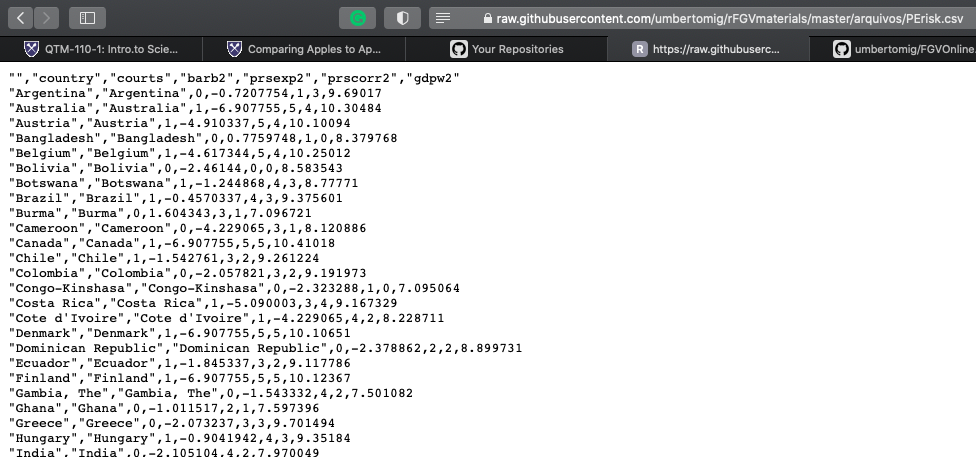 raw.githubusercontent.com/umbertomig/rFGVmaterials/master/arquivos/PErisk.csv
QTM-110-1: Intro.to Scie...
Comparing Apples to Ap...
Your Repositories
R https://raw.githubuserc...
umbertomig/FGVOnline
"","country","courts","barb2","prsexp2","prscorr2","gdpw2"
"Argentina","Argentina",0,-0.7207754,1,3,9.69017
"Australia","Australia",1,-6.907755,5,4,10.30484
"Austria","Austria",1,-4.910337,5,4,10.10094
"Bangladesh","Bangladesh",0,0.7759748,1,0,8.379768
"Belgium","Belgium",1,-4.617344,5,4,10.25012
"Bolivia","Bolivia",0,-2.46144,0,0,8.583543
"Botswana","Botswana",1,-1.244868,4,3,8.77771
"Brazil","Brazil",1,-0.4570337,4,3,9.375601
"Burma","Burma",0,1.604343,3,1,7.096721
"Cameroon","Cameroon",0,-4.229065,3,1,8.120886
"Canada","Canada",1,-6.907755,5,5,10.41018
"Chile","Chile",1,-1.542761,3,2,9.261224
"Colombia","Colombia",0,-2.057821,3,2,9.191973
"Congo-Kinshasa","Congo-Kinshasa",0,-2.323288,1,0,7.095064
"Costa Rica","Costa Rica",1,-5.090003,3,4,9.167329
"Cote d'Ivoire","Cote d'Ivoire",1,-4.229065,4,2,8.228711
"Denmark","Denmark",1,-6.907755,5,5,10.10651
"Dominican Republic","Dominican Republic",0,-2.378862,2,2,8.899731
"Ecuador","Ecuador",1,-1.845337,3,2,9.117786
"Finland","Finland",1,-6.907755,5,5,10.12367
"Gambia, The","Gambia, The",0,-1.543332,4,2,7.501082
"Ghana","Ghana",0,-1.011517,2,1,7.597396
"Greece","Greece",0,-2.073237,3,3,9.701494
"Hungary","Hungary",1,-0.9041942,4,3,9.35184
"India","India",0,-2.105104,4,2,7.970049